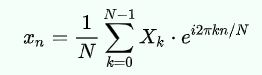 x_n = \frac{1}{N} \sum_{k=0}^{N-1} X_k \cdot e^{i2\pi kn/N}